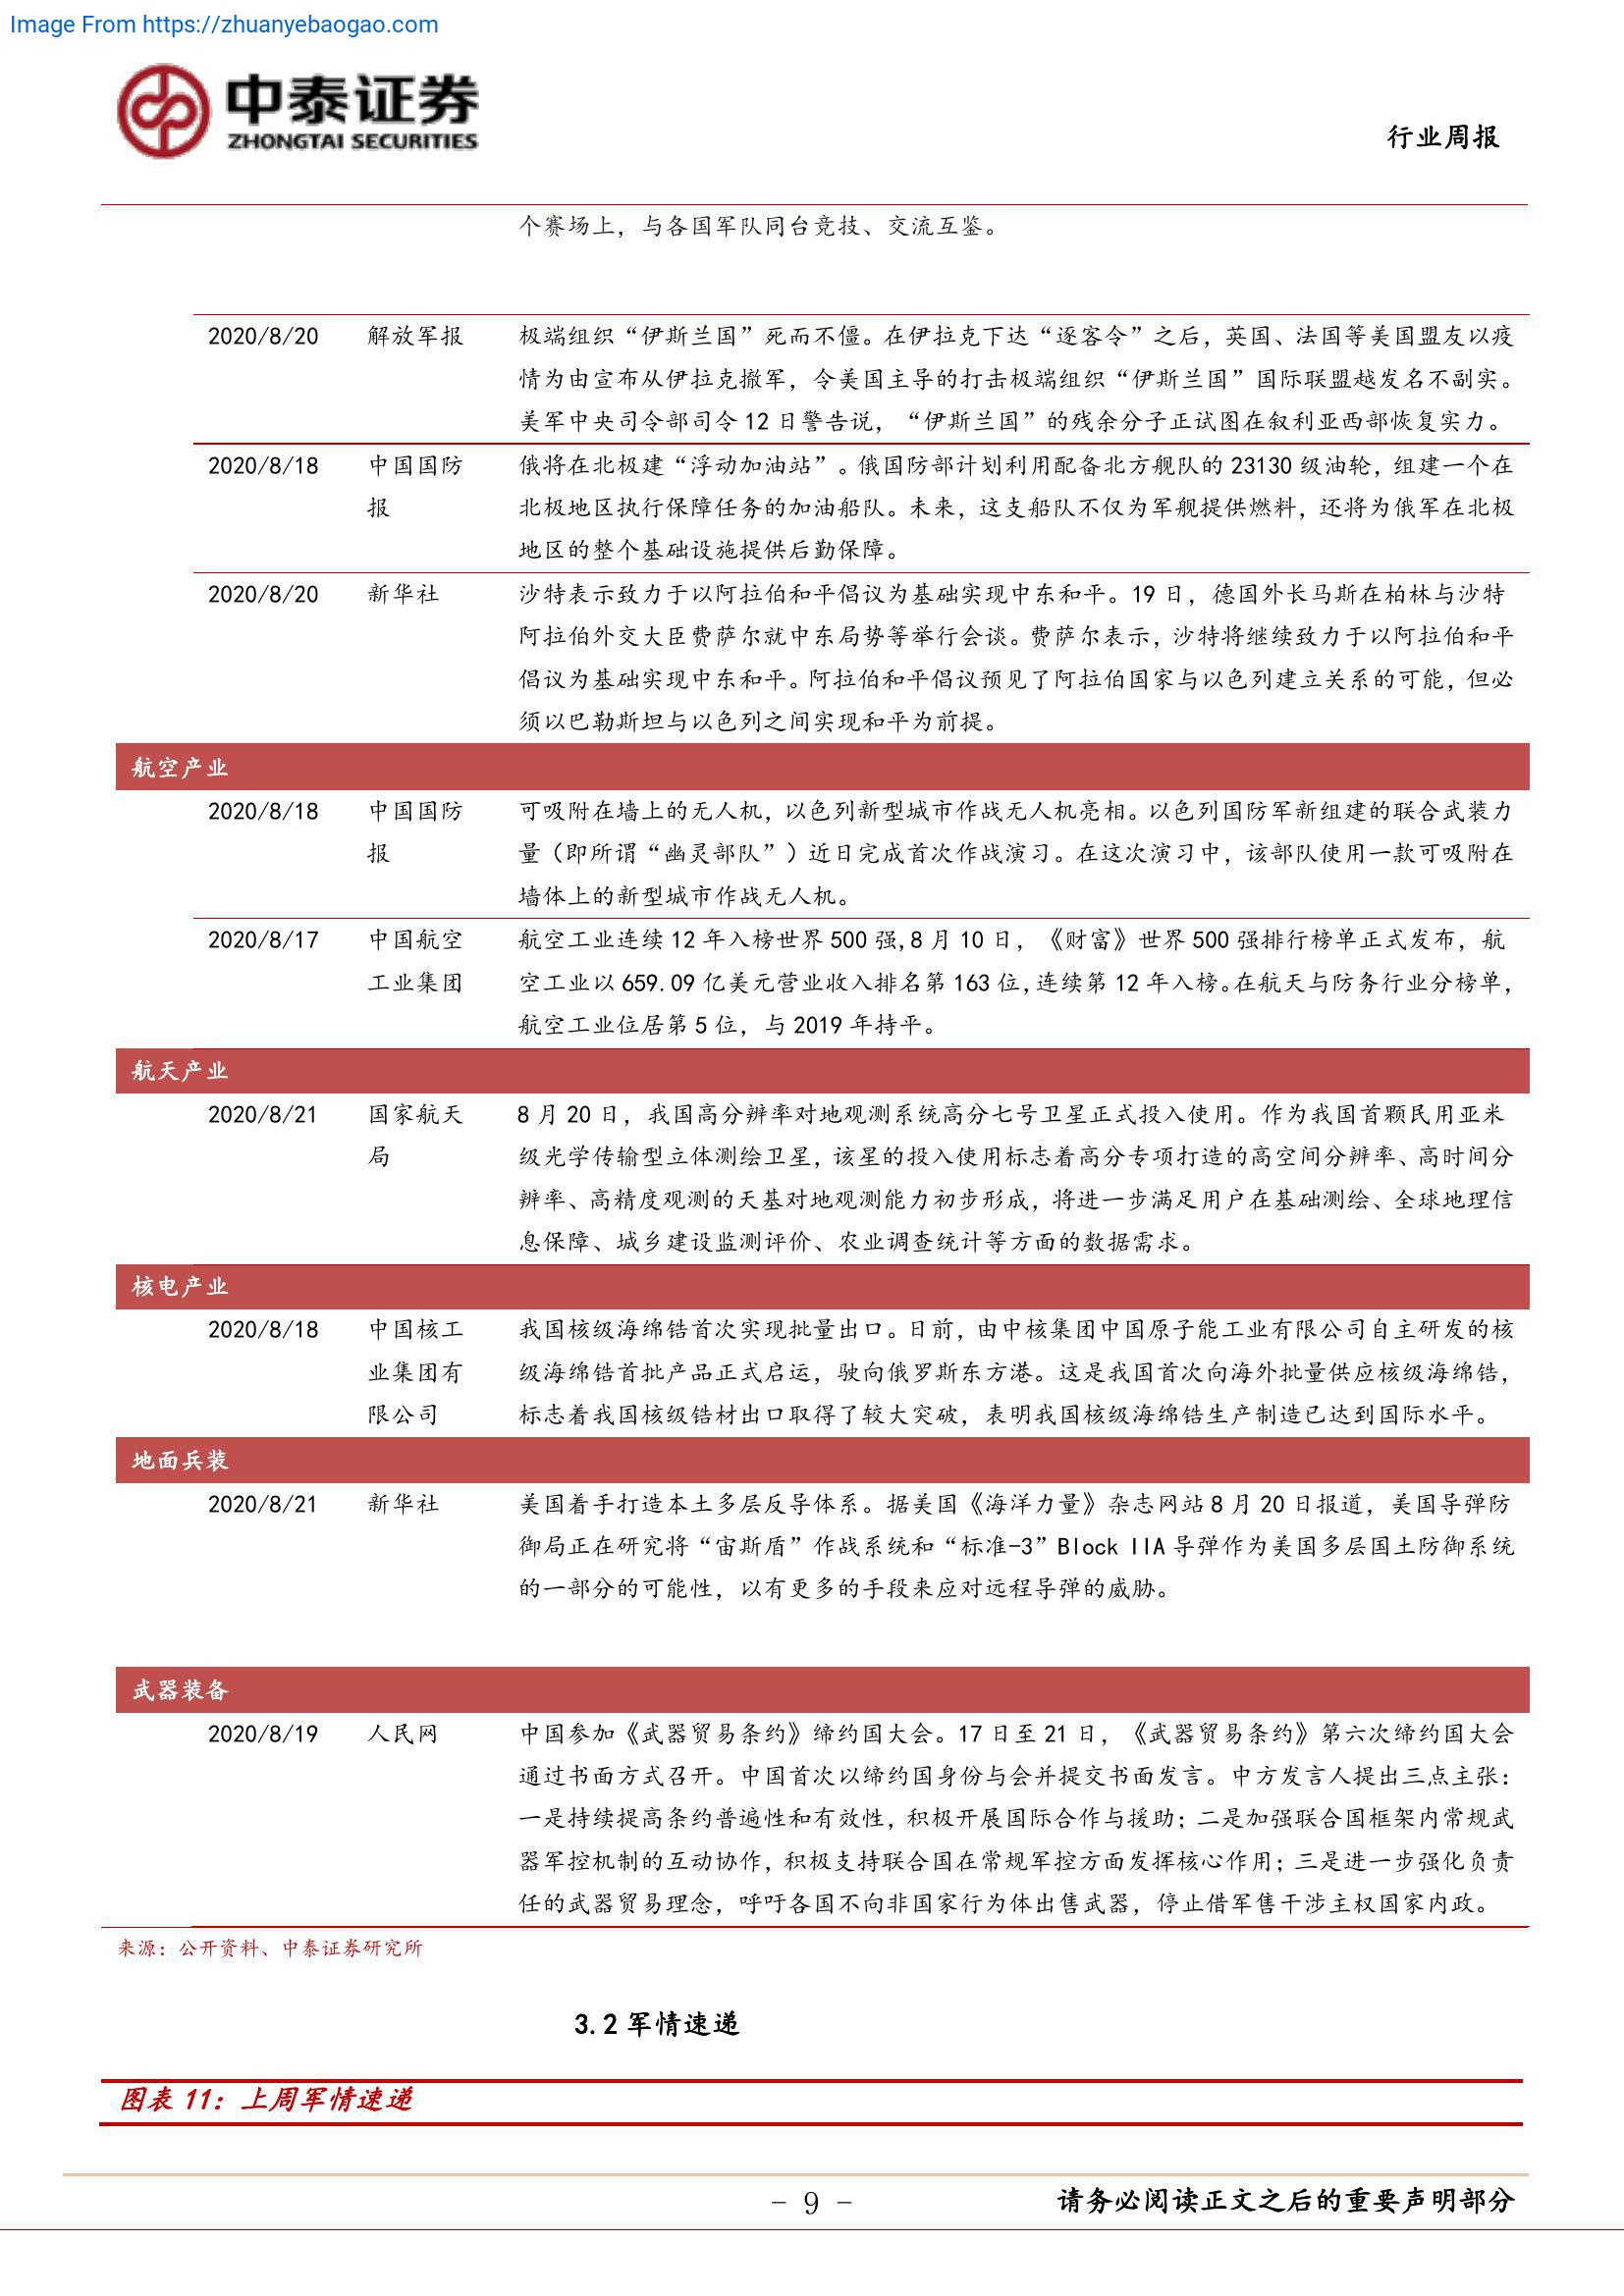 Image From https://zhuanyebaogao.com
中泰证券
ZHONGTAI SECURITIES
行业周报
个赛场上，与各国军队同台竞技、交流互鉴。
2020/8/20 解放军报 极端组织“伊斯兰国”死而不僵。在伊拉克下达“逐客令”之后，英国、法国等美国盟友以疫
情为由宣布从伊拉克撤军，令美国主导的打击极端组织“伊斯兰国”国际联盟越发名不副实。
美军中央司令部司令 12 日警告说，“伊斯兰国”的残余分子正试图在叙利亚西部恢复实力。
2020/8/18 中国国防 俄将在北极建“浮动加油站”。俄国防部计划利用配备北方舰队的 23130 级油轮，组建一个在
报 北极地区执行保障任务的加油船队。未来，这支船队不仅为军舰提供燃料，还将为俄军在北极
地区的整个基础设施提供后勤保障。
2020/8/20 新华社 沙特表示致力于以阿拉伯和平倡议为基础实现中东和平。19 日，德国外长马斯在柏林与沙特
阿拉伯外交大臣费萨尔就中东局势等举行会谈。费萨尔表示，沙特将继续致力于以阿拉伯和平
倡议为基础实现中东和平。阿拉伯和平倡议预见了阿拉伯国家与以色列建立关系的可能，但必
须以巴勒斯坦与以色列之间实现和平为前提。
航空产业
2020/8/18 中国国防 可吸附在墙上的无人机，以色列新型城市作战无人机亮相。以色列国防军新组建的联合武装力
报 量（即所谓“幽灵部队”）近日完成首次作战演习。在这次演习中，该部队使用一款可吸附在
墙体上的新型城市作战无人机。
2020/8/17 中国航空 航空工业连续 12 年入榜世界 500 强,8 月 10 日，《财富》世界 500 强排行榜单正式发布，航
工业集团 空工业以 659.09 亿美元营业收入排名第 163 位,连续第 12 年入榜。在航天与防务行业分榜单，
航空工业位居第 5 位，与 2019 年持平。
航天产业
2020/8/21 国家航天 8 月 20 日，我国高分辨率对地观测系统高分七号卫星正式投入使用。作为我国首颗民用亚米
局 级光学传输型立体测绘卫星，该星的投入使用标志着高分专项打造的高空间分辨率、高时间分
辨率、高精度观测的天基对地观测能力初步形成，将进一步满足用户在基础测绘、全球地理信
息保障、城乡建设监测评价、农业调查统计等方面的数据需求。
核电产业
2020/8/18 中国核工 我国核级海绵锆首次实现批量出口。日前，由中核集团中国原子能工业有限公司自主研发的核
业集团有 级海绵锆首批产品正式启运，驶向俄罗斯东方港。这是我国首次向海外批量供应核级海绵锆，
限公司 标志着我国核级锆材出口取得了较大突破，表明我国核级海绵锆生产制造已达到国际水平。
地面兵装
2020/8/21 新华社 美国着手打造本土多层反导体系。据美国《海洋力量》杂志网站 8 月 20 日报道，美国导弹防
御局正在研究将“宙斯盾”作战系统和“标准-3”Block IIA 导弹作为美国多层国土防御系统
的一部分的可能性，以有更多的手段来应对远程导弹的威胁。
武器装备
2020/8/19 人民网 中国参加《武器贸易条约》缔约国大会。17 日至 21 日，《武器贸易条约》第六次缔约国大会
通过书面方式召开。中国首次以缔约国身份与会并提交书面发言。中方发言人提出三点主张：
一是持续提高条约普遍性和有效性，积极开展国际合作与援助；二是加强联合国框架内常规武
器军控机制的互动协作，积极支持联合国在常规军控方面发挥核心作用；三是进一步强化负责
任的武器贸易理念，呼吁各国不向非国家行为体出售武器，停止借军售干涉主权国家内政。
来源：公开资料、中泰证券研究所
3.2 军情速递
图表 11：上周军情速递
- 9 -
请务必阅读正文之后的重要声明部分